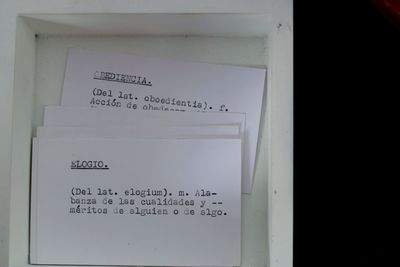 OBEDIENCIA.
(Del lat. oboedientia). f.
Acción de obedecer
ELOGIO.
(Del lat. elogium). m. Ala-
banza de las cualidades y --
méritos de alguien o de algo.